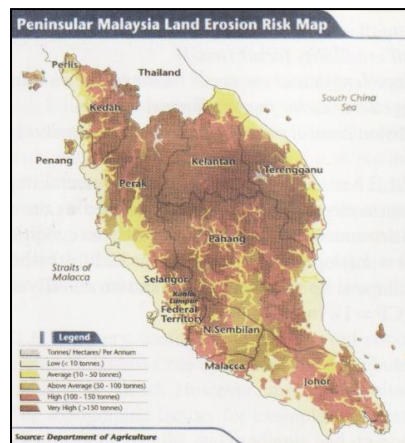 Peninsular Malaysia Land Erosion Risk Map
Perlis
Thailand
Kedah
South China
Sea
Penang
Kelantan
Terengganu
Perak
Pahang
Straits of
Malacca
Selangor
Kuala
Lumpur
Federal
Territory
N.Sembilan
Malacca
Johor
Legend
Tonnes/ Hectares/ Per Annum
Low (< 10 tonnes )
Average (10 - 50 tonnes)
Above Average (50 - 100 tonnes)
High (100 - 150 tonnes)
Very High ( >150 tonnes)
Source: Department of Agriculture